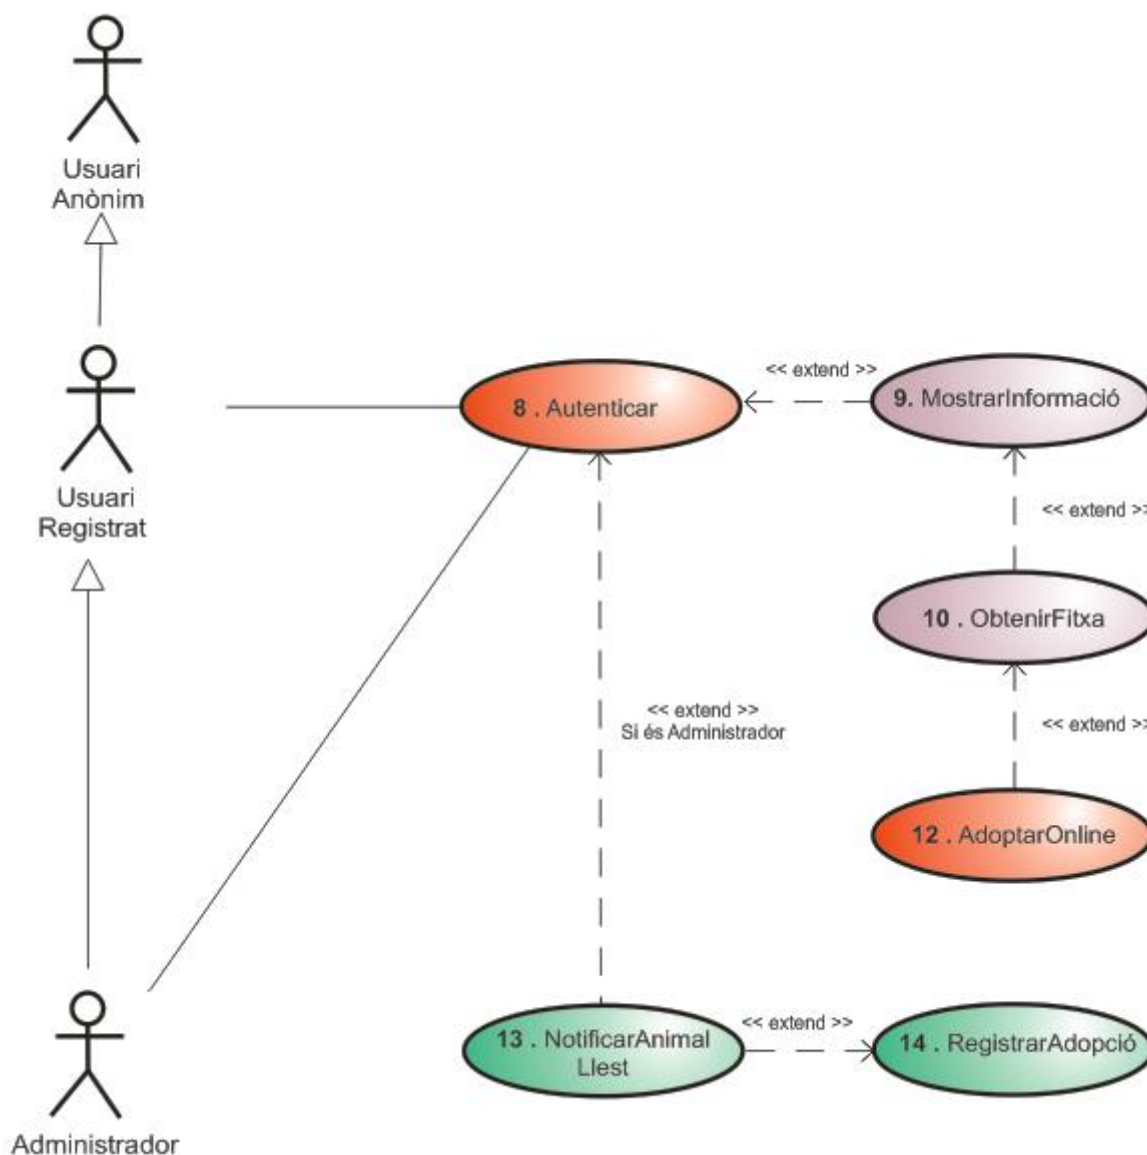 Usuari
Anònim
Usuari
Registrat
8 . Autenticar
<< extend >>
9. MostrarInformació
<< extend >>
10 . ObtenirFitxa
<< extend >>
Si és Administrador
<< extend >>
12 . AdoptarOnline
13 . NotificarAnimal
Llest
<< extend >>
14 . RegistrarAdopció
Administrador